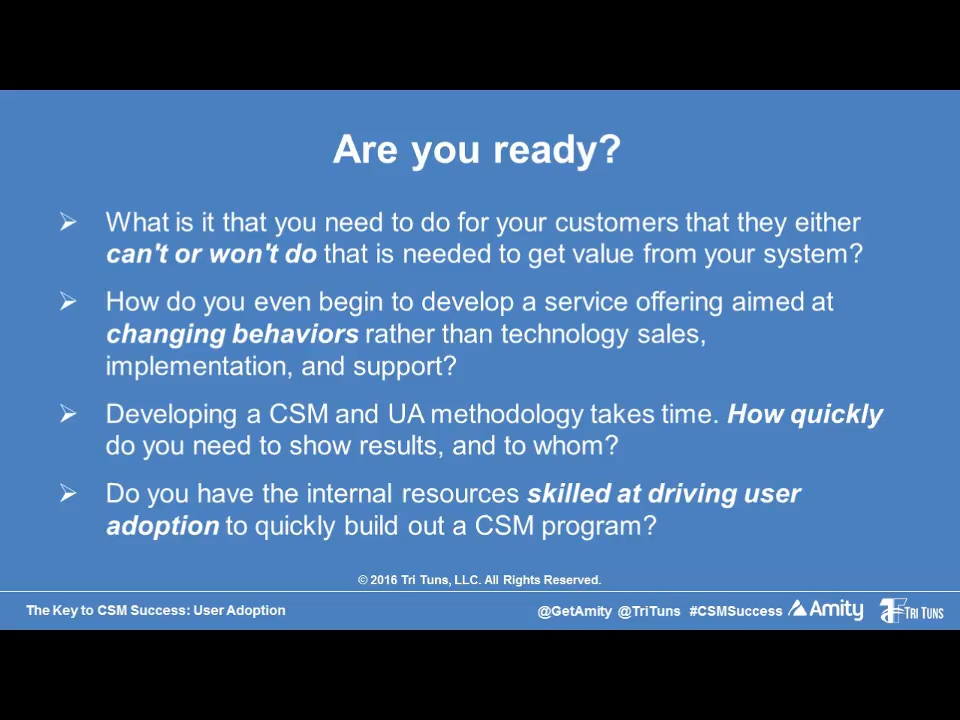 Are you ready?
What is it that you need to do for your customers that they either
can't or won't do that is needed to get value from your system?
How do you even begin to develop a service offering aimed at
changing behaviors rather than technology sales,
implementation, and support?
Developing a CSM and UA methodology takes time. How quickly
do you need to show results, and to whom?
Do you have the internal resources skilled at driving user
adoption to quickly build out a CSM program?
© 2016 Tri Tuns, LLC. All Rights Reserved.
The Key to CSM Success: User Adoption
@GetAmity @TriTuns #CSMSuccess Amity TRI TUNS